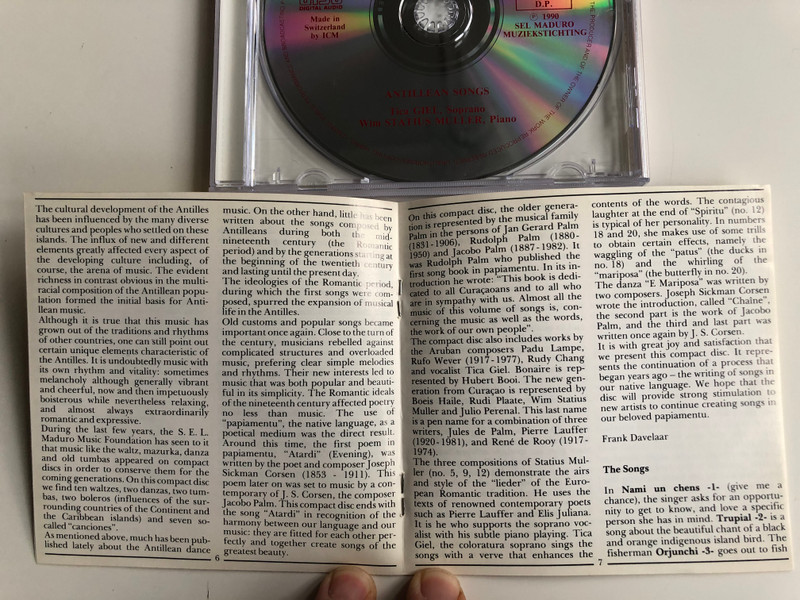 DIGITAL AUDIO
Made in
Switzerland
by ICM
D.P.
℗ 1990
SEL MADURO
MUZIEKSTICHTING
ANTILLEAN SONGS
Tica GIEL, Soprano
Wim STATIUS MULLER, Piano
The cultural development of the Antilles
has been influenced by the many diverse
cultures and peoples who settled on these
islands. The influx of new and different
elements greatly affected every aspect of
the developing culture including, of
course, the arena of music. The evident
richness in contrast obvious in the multi-
racial composition of the Antillean popu-
lation formed the initial basis for Anti-
llean music.
Although it is true that this music has
grown out of the traditions and rhythms
of other countries, one can still point out
certain unique elements characteristic of
the Antilles. It is undoubtedly music with
its own rhythm and vitality: sometimes
melancholy although generally vibrant
and cheerful, now and then impetuously
boisterous while nevertheless relaxing,
and almost always extraordinarily
romantic and expressive.
During the last few years, the S. E. L.
Maduro Music Foundation has seen to it
that music like the waltz, mazurka, danza
and old tumbas appeared on compact
discs in order to conserve them for the
coming generations. On this compact disc
we find ten waltzes, two danzas, two tum-
bas, two boleros (influences of the sur-
rounding countries of the Continent and
the Caribbean islands) and seven so-
called "canciones".
As mentioned above, much has been pub-
lished lately about the Antillean dance
6
music. On the other hand, little has been
written about the songs composed by
Antilleans during both the mid-
nineteenth century (the Romantic
period) and by the generations starting at
the beginning of the twentieth century
and lasting until the present day.
The ideologies of the Romantic period,
during which the first songs were com-
posed, spurred the expansion of musical
life in the Antilles.
Old customs and popular songs became
important once again. Close to the turn of
the century, musicians rebelled against
complicated structures and overloaded
music, prefering clear simple melodies
and rhythms. Their new interests led to
music that was both popular and beauti-
ful in its simplicity. The Romantic ideals
of the nineteenth century affected poetry
no less than music. The use of
"papiamentu", the native language, as a
poetical medium was the direct result.
Around this time, the first poem in
papiamentu, "Atardi" (Evening), was
written by the poet and composer Joseph
Sickman Corsen (1853 - 1911). This
poem later on was set to music by a con-
temporary of J. S. Corsen, the composer
Jacobo Palm. This compact disc ends with
the song "Atardi" in recognition of the
harmony between our language and our
music: they are fitted for each other per-
fectly and together create songs of the
greatest beauty.
On this compact disc, the older genera-
tion is represented by the musical family
Palm in the persons of Jan Gerard Palm
(1831-1906), Rudolph Palm (1880-
1950) and Jacobo Palm (1887-1982). It
was Rudolph Palm who published the
first song book in papiamentu. In its in-
troduction he wrote: "This book is dedi-
cated to all Curaçaoans and to all who
are in sympathy with us. Almost all the
music of this volume of songs is, con-
cerning the music as well as the words,
the work of our own people".
The compact disc also includes works by
the Aruban composers Padu Lampe,
Rufo Wever (1917-1977), Rudy Chang
and vocalist Tica Giel. Bonaire is rep-
resented by Hubert Booi. The new gen-
eration from Curaçao is represented by
Boeis Haile, Rudi Plaate, Wim Statius
Muller and Julio Perenal. This last name
is a pen name for a combination of three
writers, Jules de Palm, Pierre Lauffer
(1920-1981), and René de Rooy (1917-
1974).
The three compositions of Statius Mul-
ler (no. 5, 9, 12) demonstrate the airs
and style of the "lieder" of the Euro-
pean Romantic tradition. He uses the
texts of renowned contemporary poets
such as Pierre Lauffer and Elis Juliana.
It is he who supports the soprano voc-
alist with his subtle piano playing. Tica
Giel, the coloratura soprano sings the
songs with a verve that enhances the
7
contents of the words. The contagious
laughter at the end of "Spiritu" (no. 12)
is typical of her personality. In numbers
18 and 20, she makes use of some trills
to obtain certain effects, namely the
waggling of the "patus" (the ducks in
no. 18) and the whirling of the
"mariposa" (the butterfly in no. 20).
The danza "E Mariposa" was written by
two composers. Joseph Sickman Corsen
wrote the introduction, called "Chaîne",
the second part is the work of Jacobo
Palm, and the third and last part was
written once again by J. S. Corsen.
It is with great joy and satisfaction that
we present this compact disc. It repre-
sents the continuation of a process that
began years ago – the writing of songs in
our native language. We hope that the
disc will provide strong stimulation to
new artists to continue creating songs in
our beloved papiamentu.
Frank Davelaar
The Songs
In Nami un chens -1- (give me a
chance), the singer asks for an opportu-
nity to get to know, and love a specific
person she has in mind. Trupial -2- is a
song about the beautiful chant of a black
and orange indigenous island bird. The
fisherman Orjunchi -3- goes out to fish